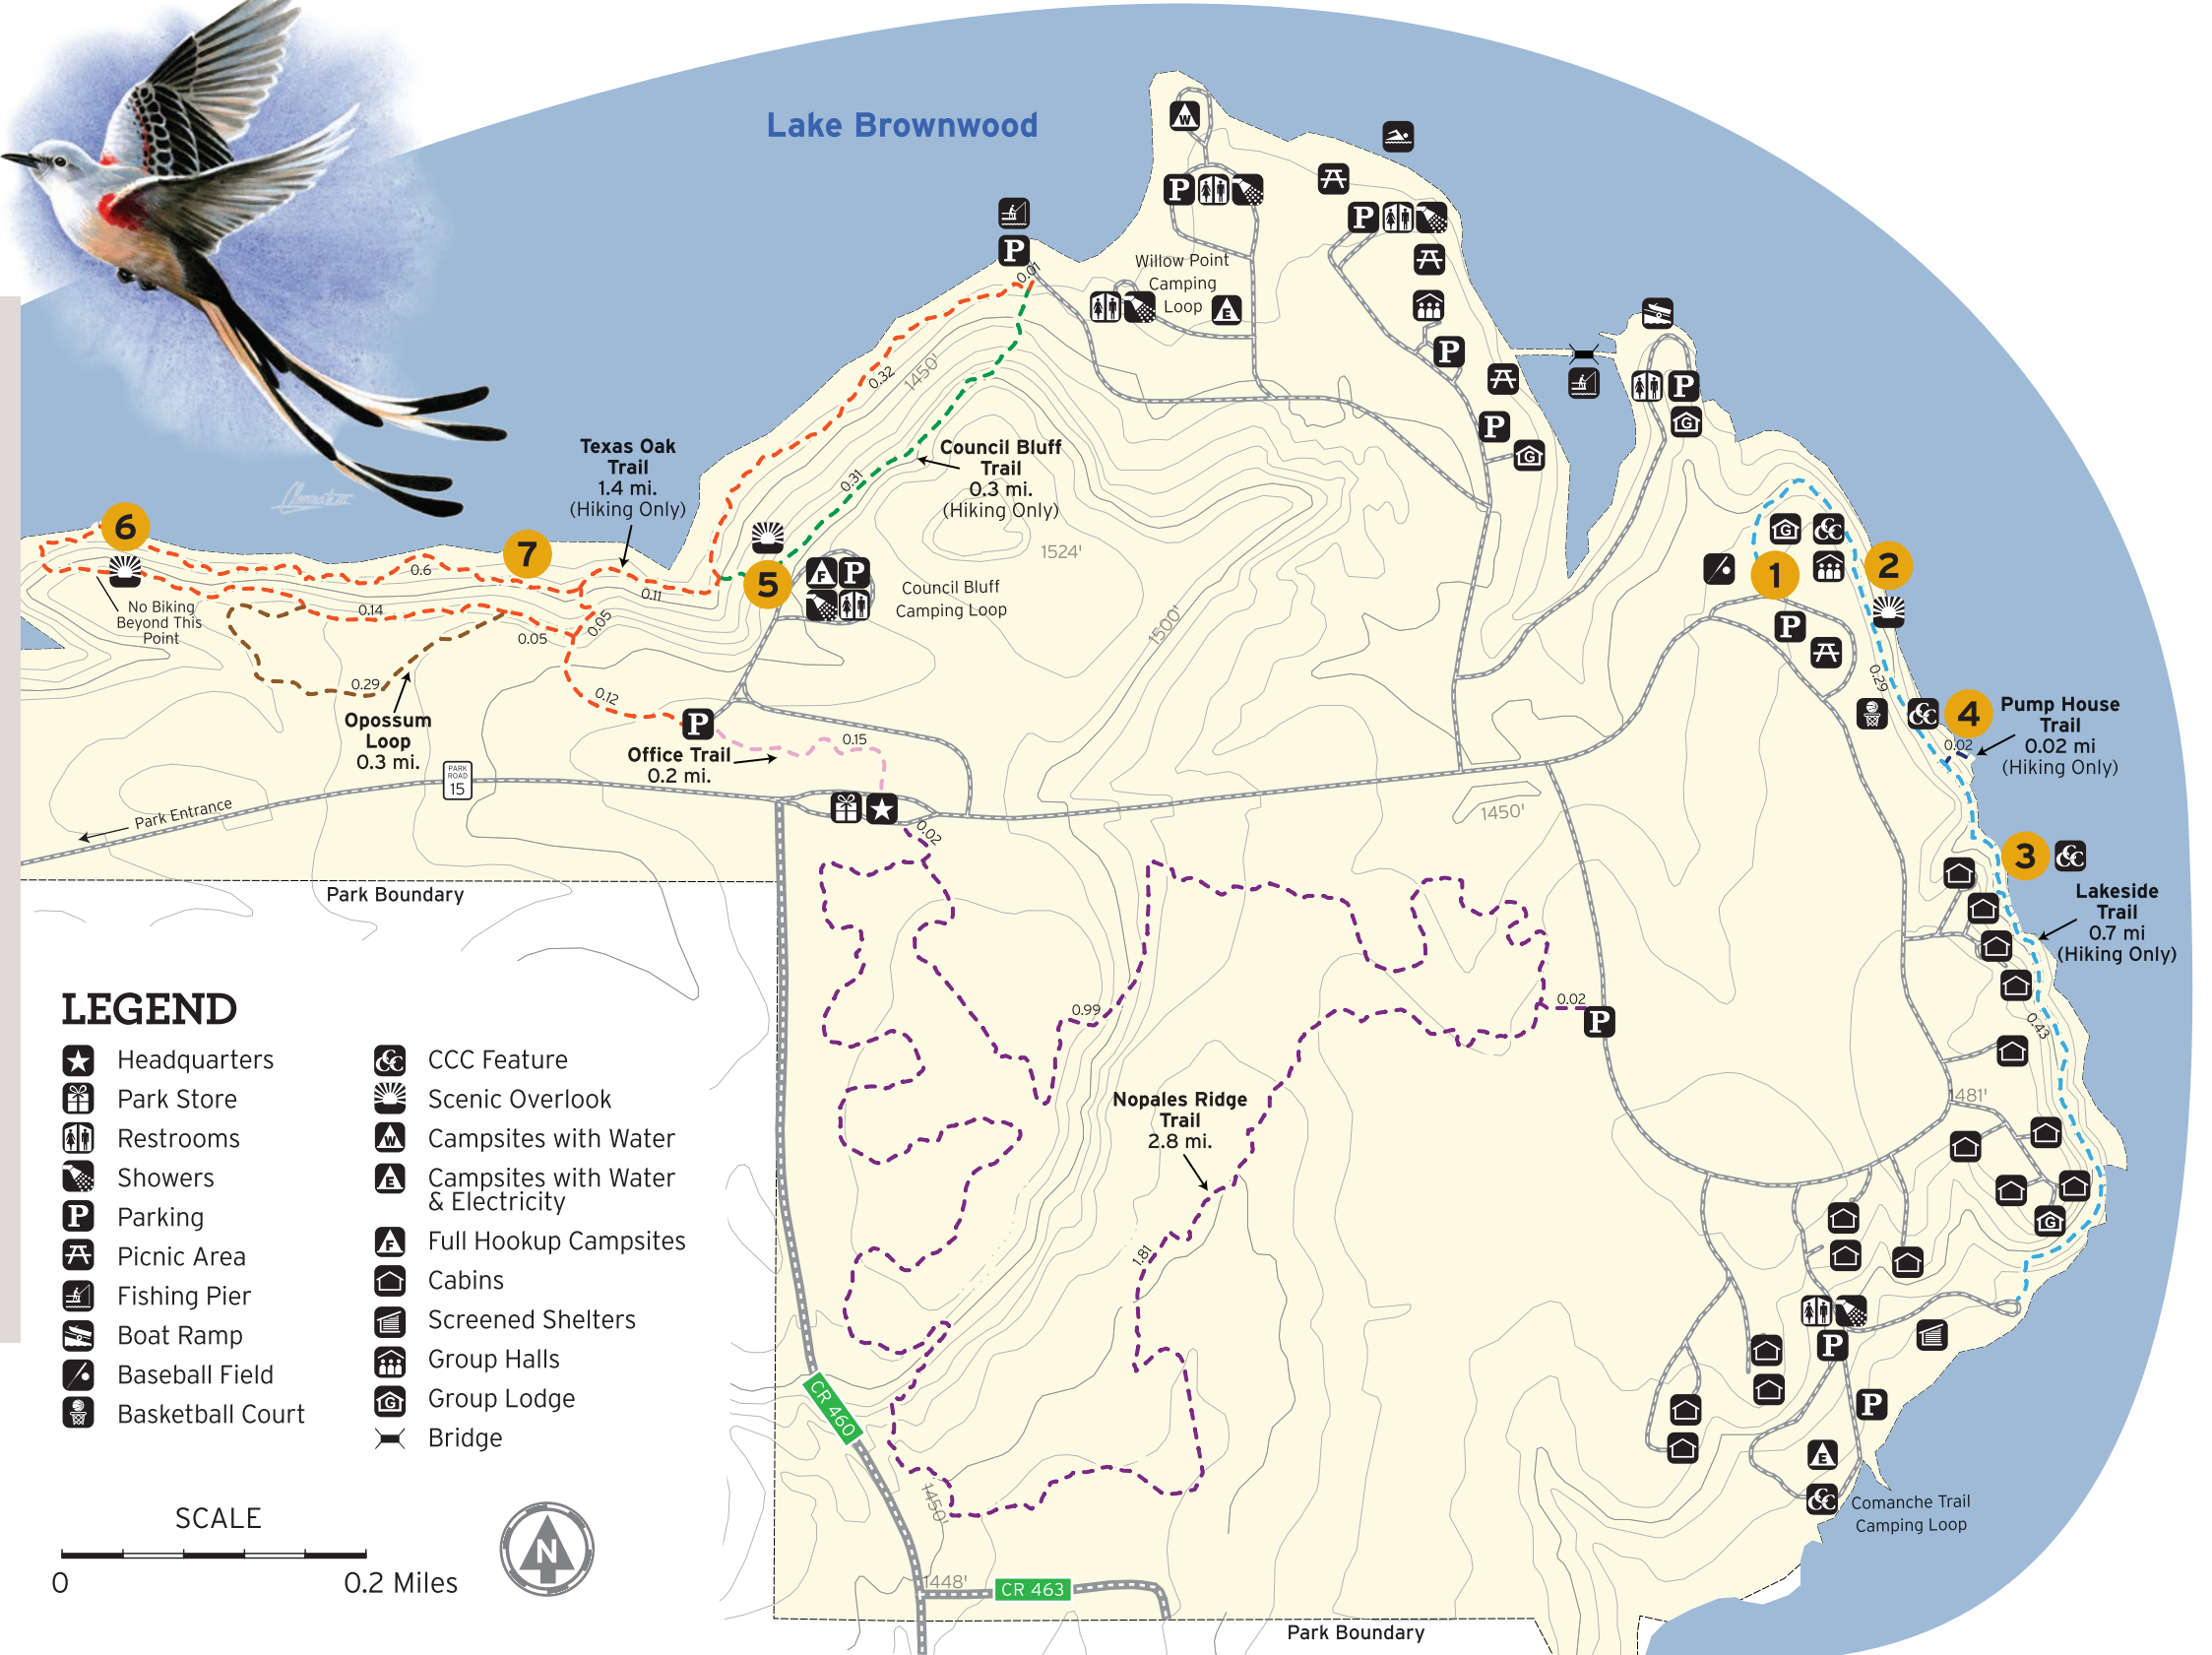 Lake Brownwood
W
P
P
P
0.01
Willow Point
Camping
Loop
E
P
P
P
G
G
0.32
1450'
Texas Oak
Trail
1.4 mi.
(Hiking Only)
Council Bluff
Trail
0.3 mi.
(Hiking Only)
0.31
1524'
1500'
6
7
5
F
P
Council Bluff
Camping Loop
0.6
0.11
0.14
0.05
0.05
No Biking
Beyond This
Point
0.29
0.12
Opossum
Loop
0.3 mi.
P
Office Trail
0.2 mi.
0.15
PARK
ROAD
15
Park Entrance
Park Boundary
G
CCC
1
2
P
0.29
CCC
4
0.02
Pump House
Trail
0.02 mi
(Hiking Only)
1450'
0.02
3
CCC
Lakeside
Trail
0.7 mi
(Hiking Only)
0.43
0.99
0.02
P
1481'
Nopales Ridge
Trail
2.8 mi.
1.81
G
P
P
E
CCC
Comanche Trail
Camping Loop
CR 460
1450'
1448'
CR 463
Park Boundary
LEGEND
Headquarters
Park Store
Restrooms
Showers
P Parking
Picnic Area
Fishing Pier
Boat Ramp
Baseball Field
Basketball Court
CCC CCC Feature
Scenic Overlook
W Campsites with Water
E Campsites with Water
& Electricity
F Full Hookup Campsites
Cabins
Screened Shelters
Group Halls
G Group Lodge
Bridge
SCALE
0 0.2 Miles
N